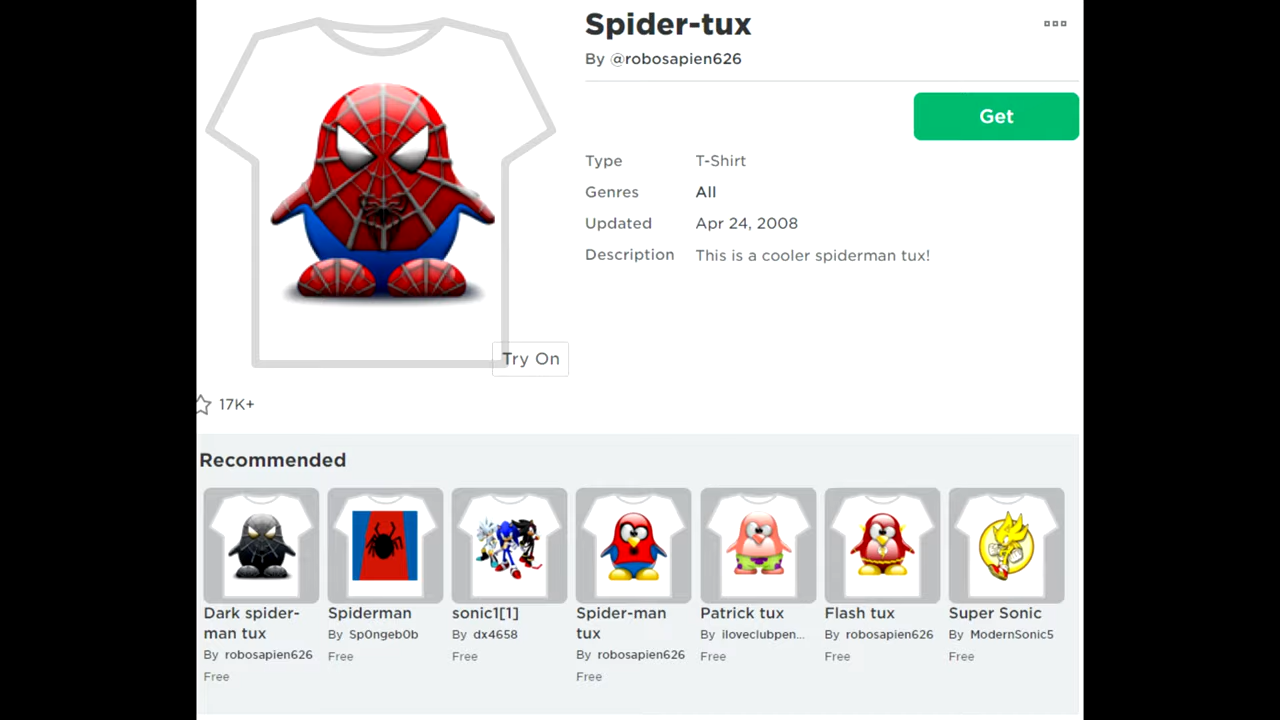 Spider-tux
By @robosapien626
Get
Type T-Shirt
Genres All
Updated Apr 24, 2008
Description This is a cooler spiderman tux!
Try On
17K+
Recommended
Dark spider-
man tux
By robosapien626
Free
Spiderman
By Sp0ngeb0b
Free
sonic1[1]
By dx4658
Free
Spider-man
tux
By robosapien626
Free
Patrick tux
By iloveclubpen...
Free
Flash tux
By robosapien626
Free
Super Sonic
By ModernSonic5
Free